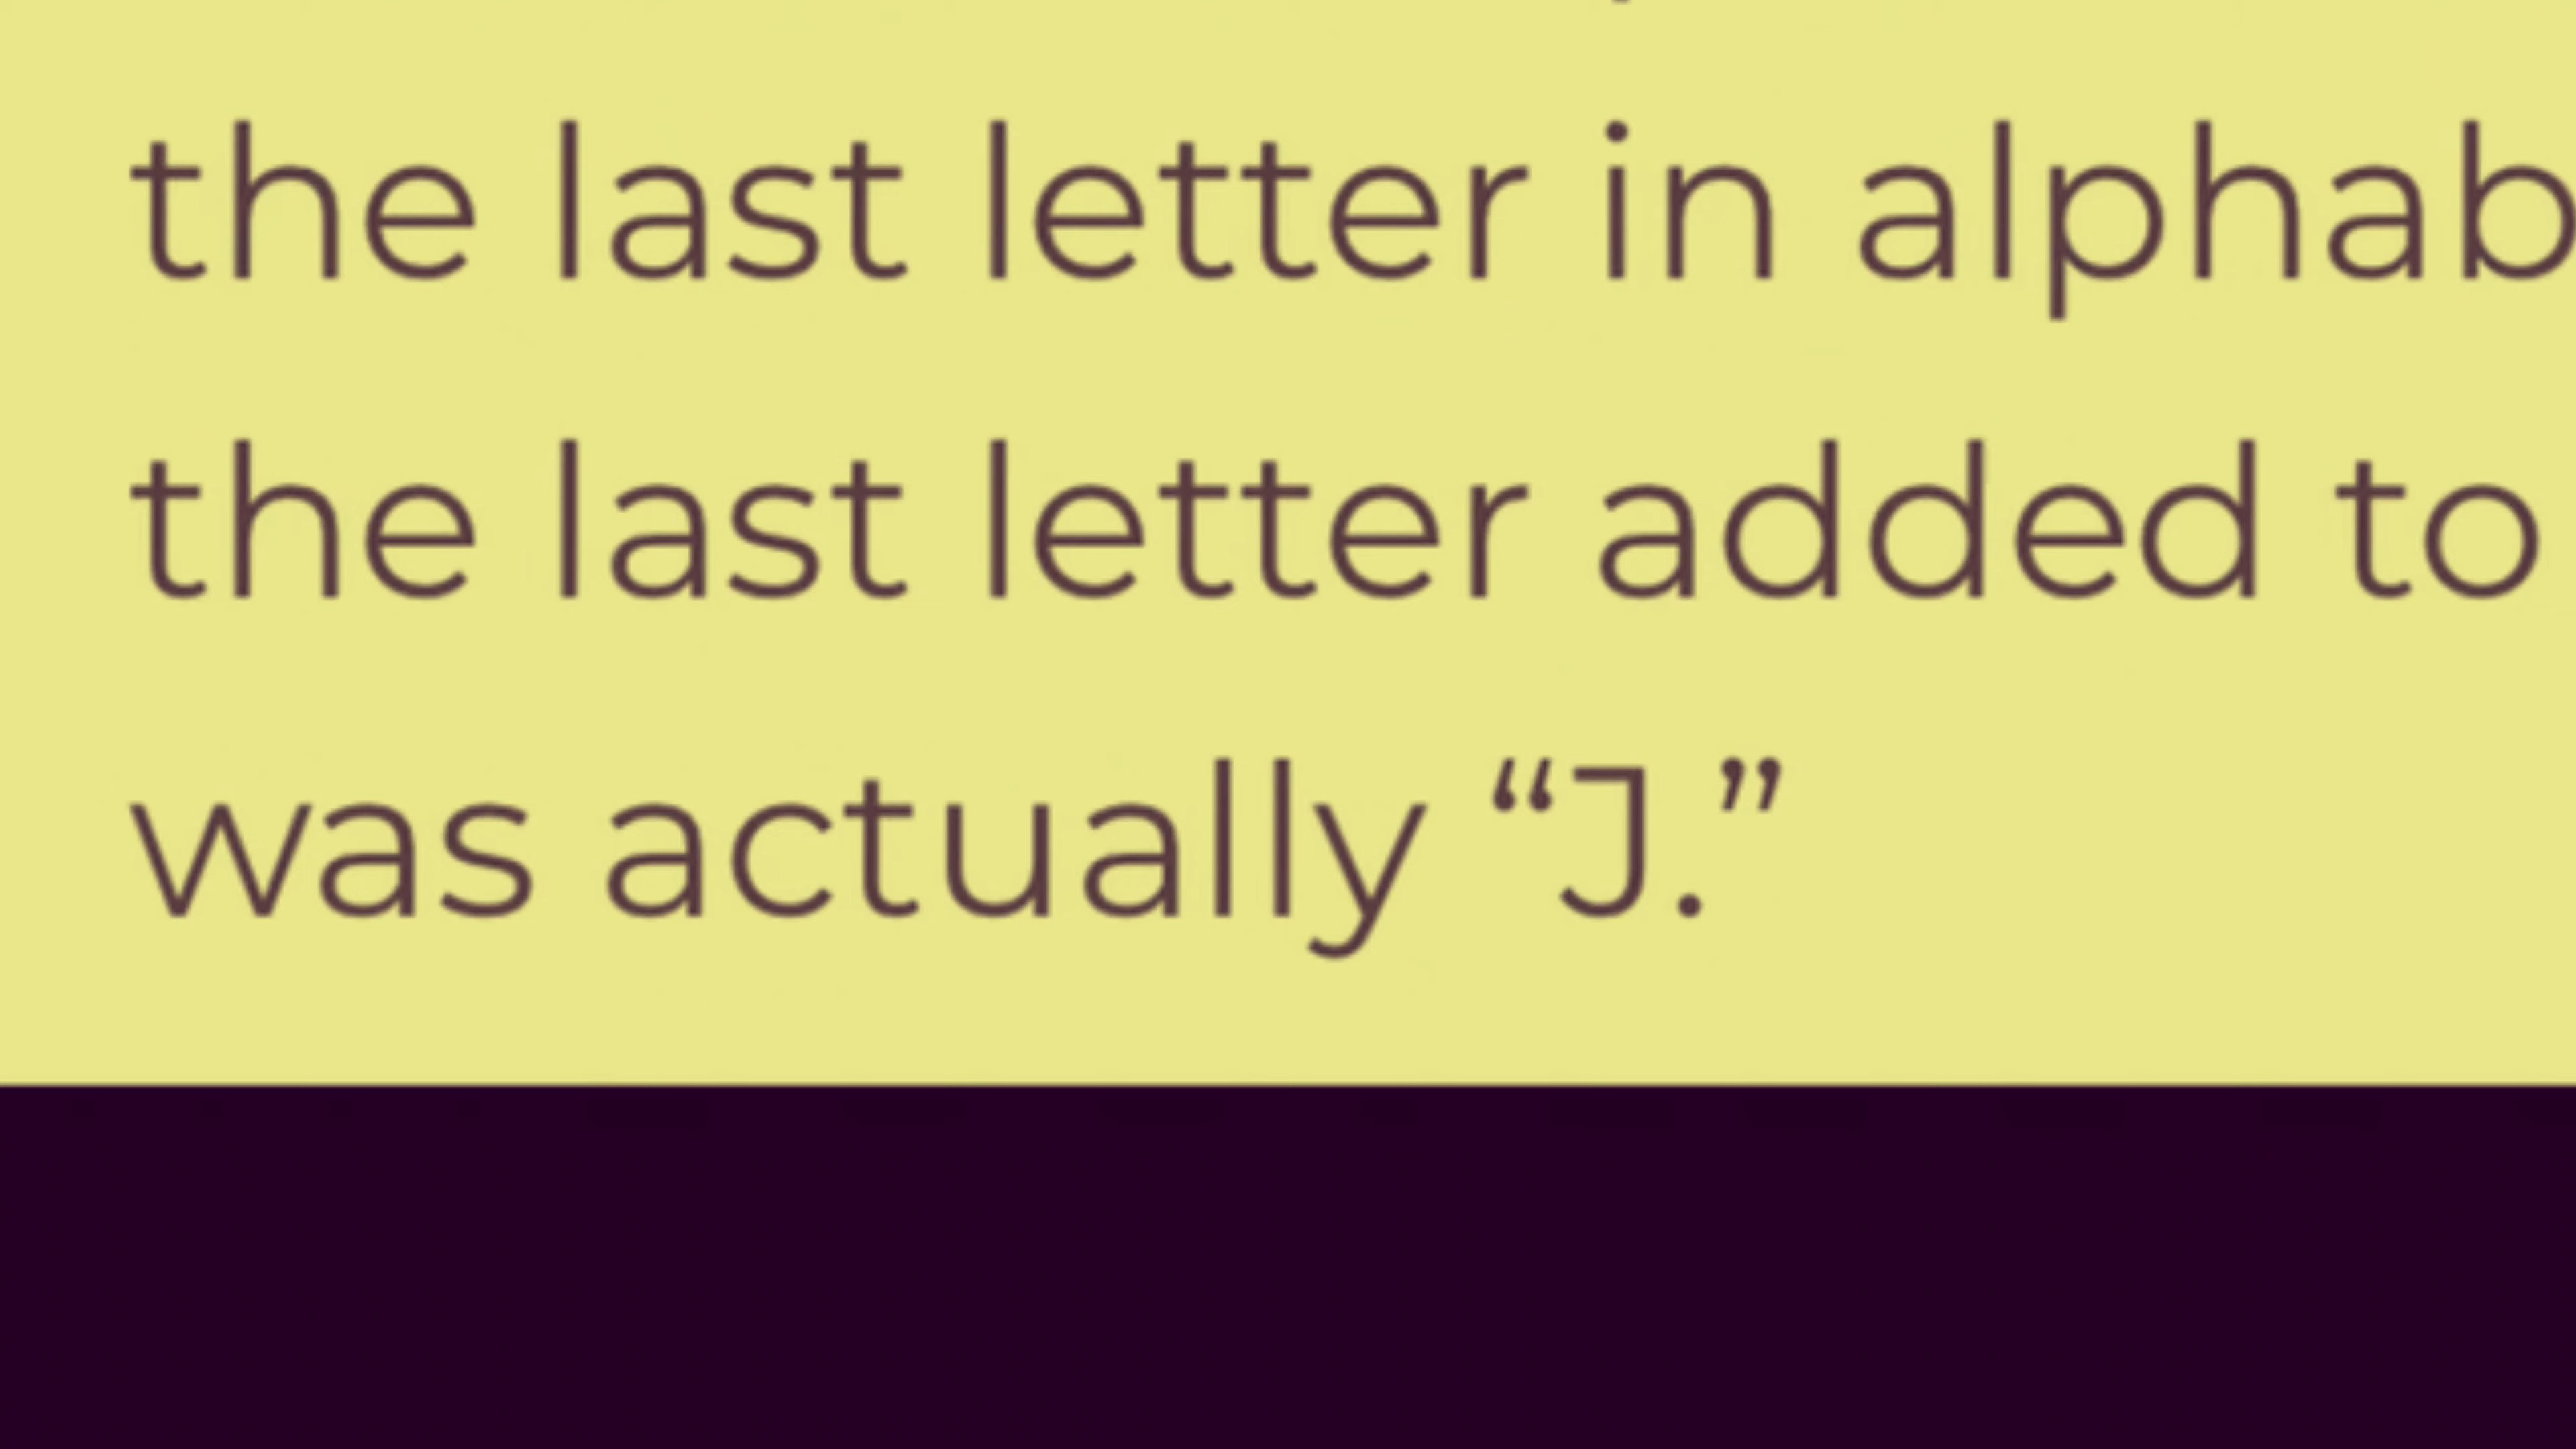 the last letter in alphab
the last letter added to
was actually “J.”